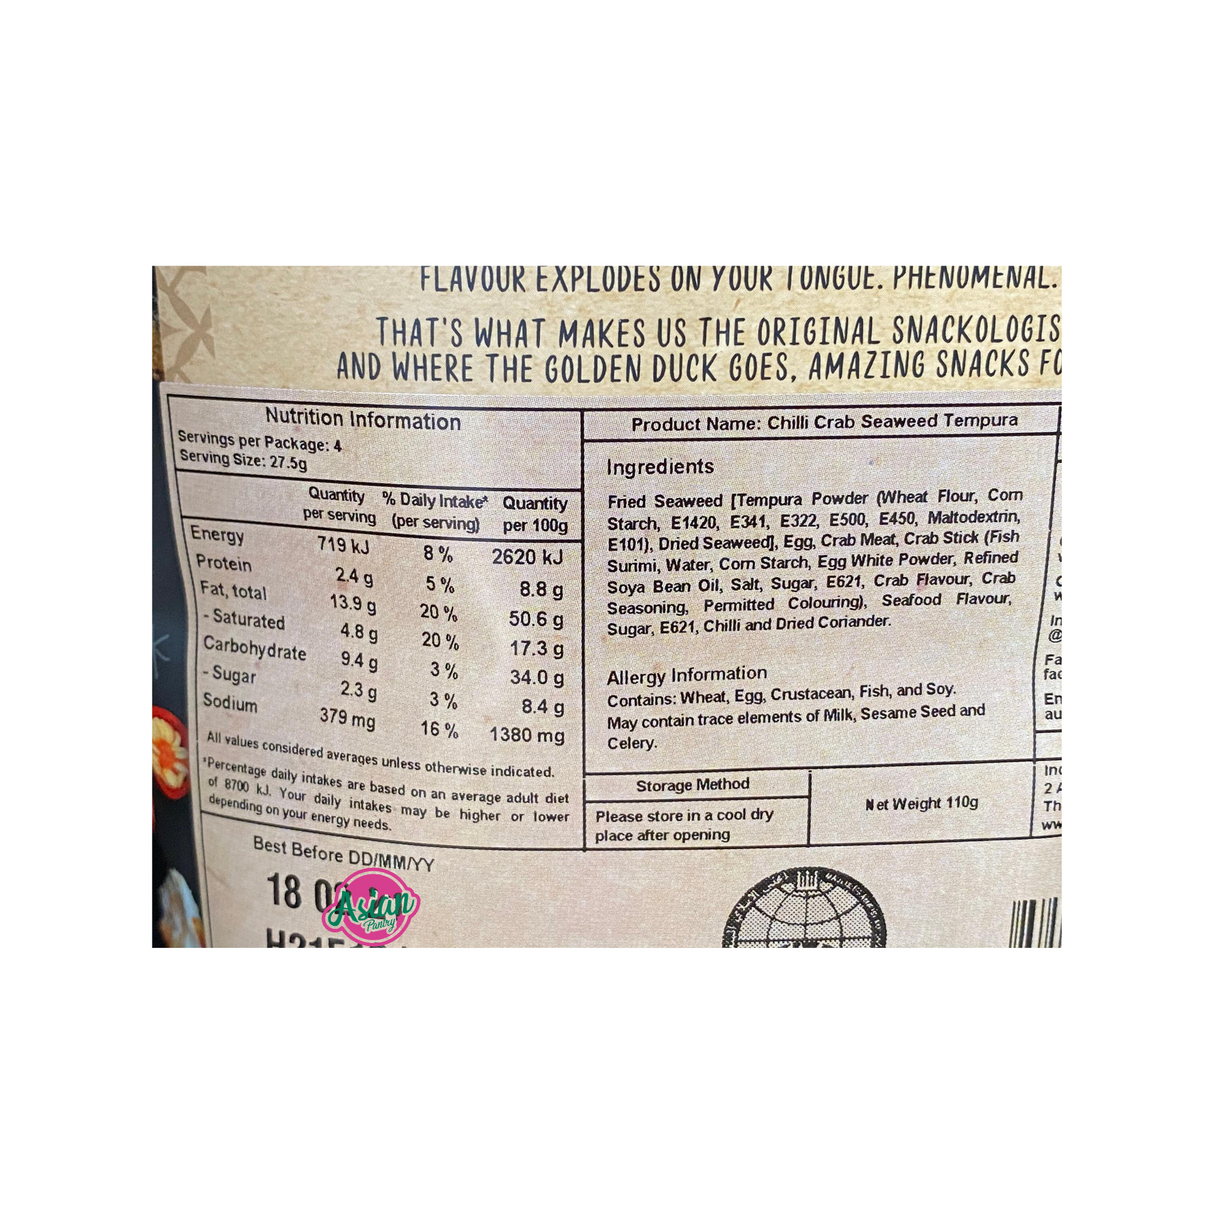 FLAVOUR EXPLODES ON YOUR TONGUE. PHENOMENAL.
THAT'S WHAT MAKES US THE ORIGINAL SNACKOLOGIS
AND WHERE THE GOLDEN DUCK GOES, AMAZING SNACKS FO
Nutrition Information
Servings per Package: 4
Serving Size: 27.5g
Quantity per serving % Daily Intake* (per serving) Quantity per 100g
Energy 719 kJ 8 % 2620 kJ
Protein 2.4 g 5 % 8.8 g
Fat, total 13.9 g 20 % 50.6 g
- Saturated 4.8 g 20 % 17.3 g
Carbohydrate 9.4 g 3 % 34.0 g
- Sugar 2.3 g 3 % 8.4 g
Sodium 379 mg 16 % 1380 mg
All values considered averages unless otherwise indicated.
*Percentage daily intakes are based on an average adult diet
of 8700 kJ. Your daily intakes may be higher or lower
depending on your energy needs.
Best Before DD/MM/YY
18
Asian
Pantry
Product Name: Chilli Crab Seaweed Tempura
Ingredients
Fried Seaweed [Tempura Powder (Wheat Flour, Corn
Starch, E1420, E341, E322, E500, E450, Maltodextrin,
E101), Dried Seaweed], Egg, Crab Meat, Crab Stick (Fish
Surimi, Water, Corn Starch, Egg White Powder, Refined
Soya Bean Oil, Salt, Sugar, E621, Crab Flavour, Crab
Seasoning, Permitted Colouring), Seafood Flavour,
Sugar, E621, Chilli and Dried Coriander.
Allergy Information
Contains: Wheat, Egg, Crustacean, Fish, and Soy.
May contain trace elements of Milk, Sesame Seed and
Celery.
Storage Method
Please store in a cool dry
place after opening
Net Weight 110g
In
@
Fa
fac
En
au
Inc
2
Th
ww